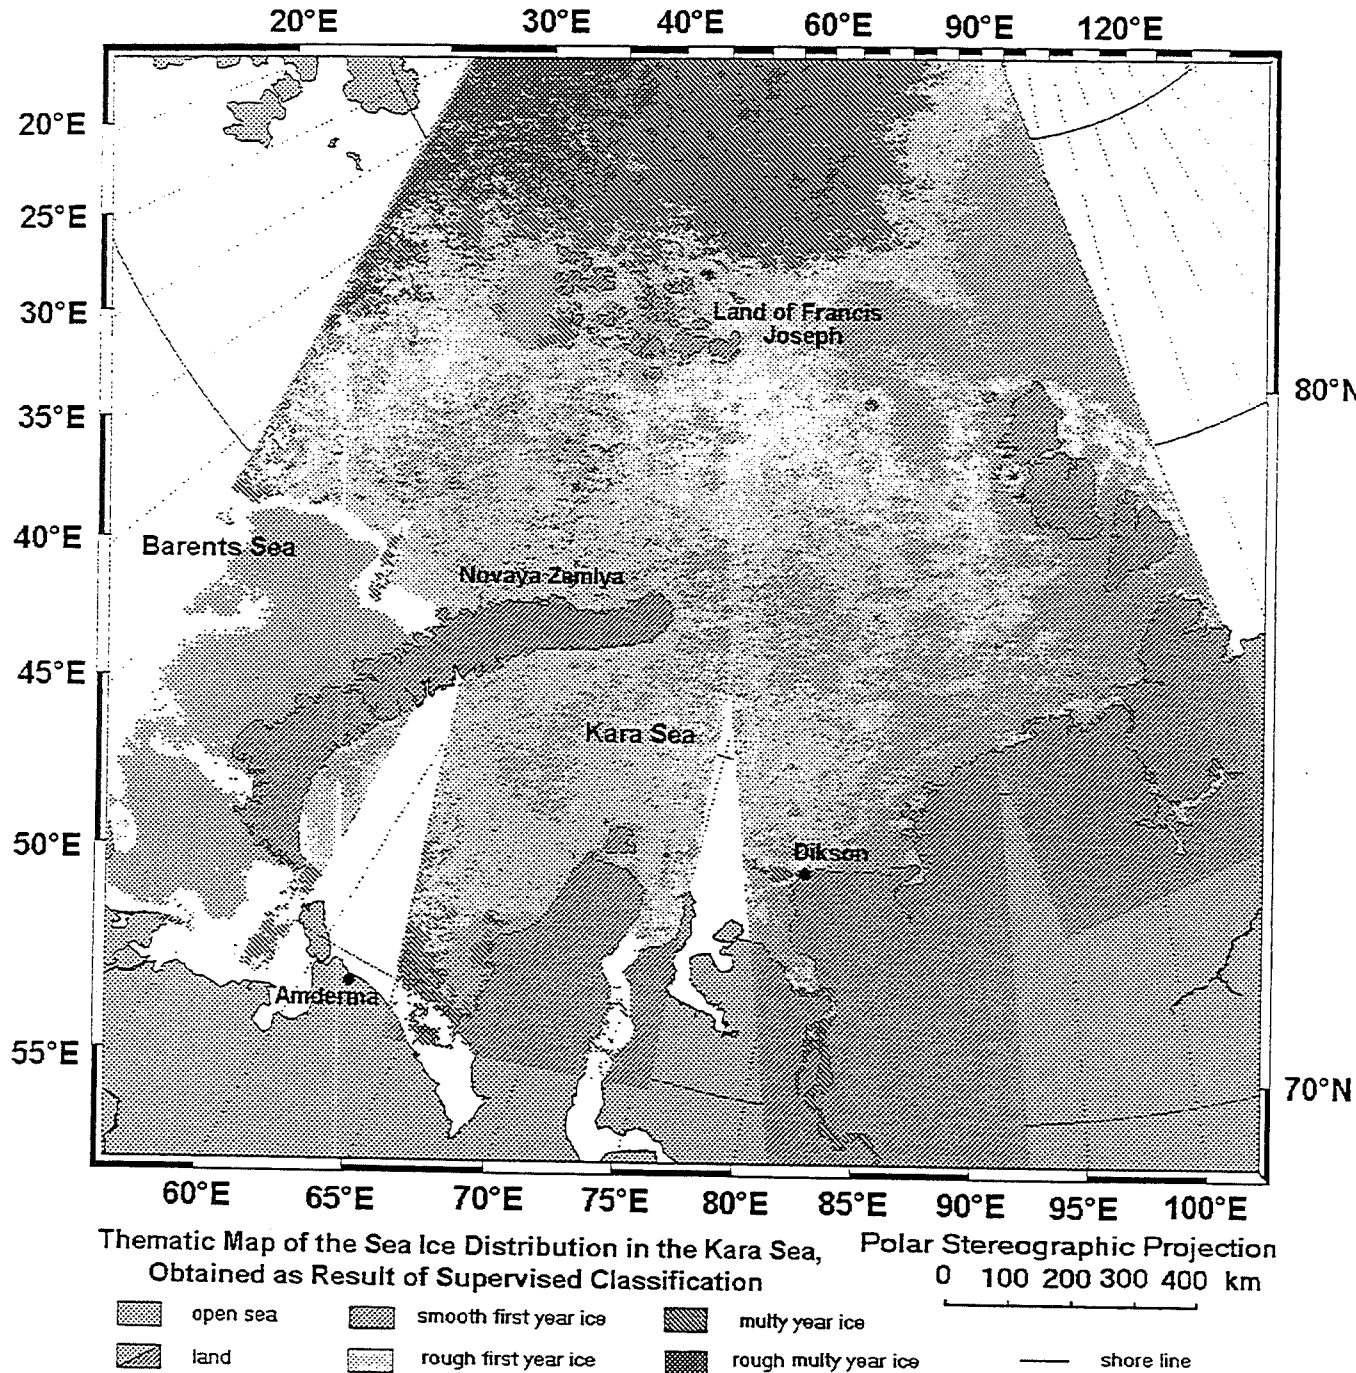 20°E 30°E 40°E 60°E 90°E 120°E
20°E
25°E
30°E
Land of Francis
Joseph
80°N
35°E
40°E
Barents Sea
Novaya Zemlya
45°E
Kara Sea
50°E
Dikson
Amderma
55°E
70°N
60°E 65°E 70°E 75°E 80°E 85°E 90°E 95°E 100°E
Thematic Map of the Sea Ice Distribution in the Kara Sea,
Obtained as Result of Supervised Classification
Polar Stereographic Projection
0 100 200 300 400 km
open sea smooth first year ice multy year ice
land rough first year ice rough multy year ice shore line